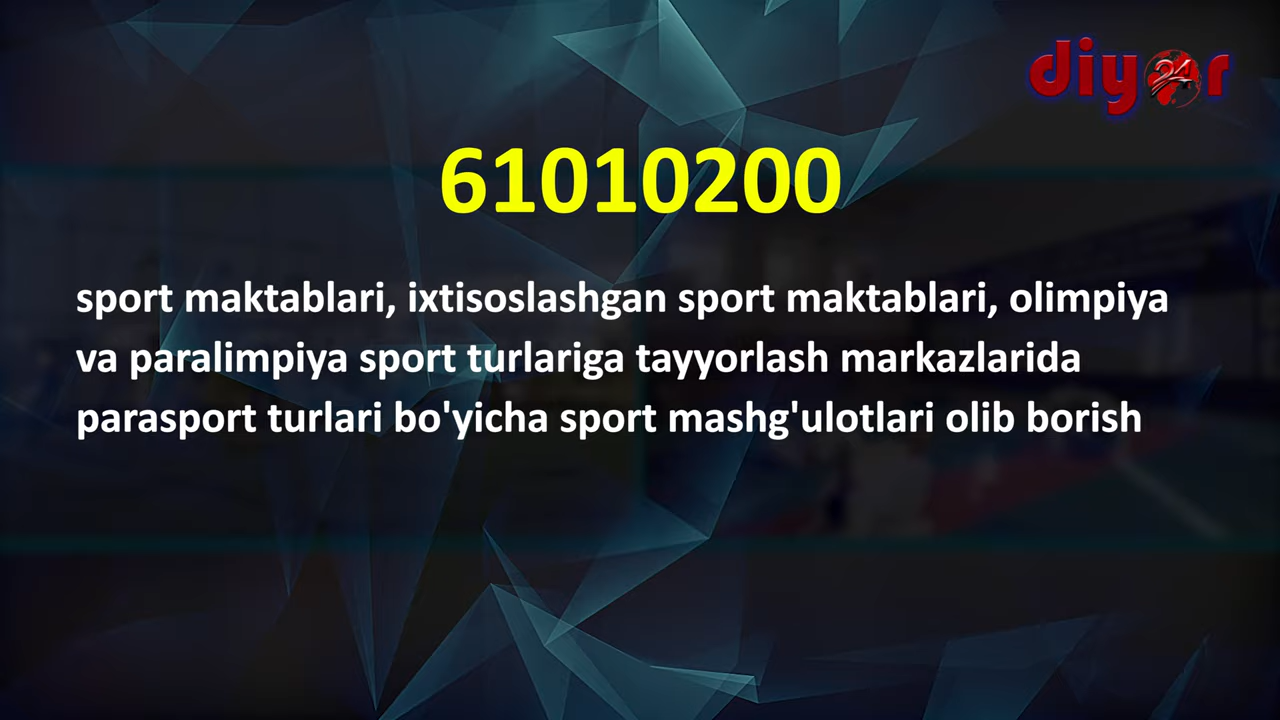 diyor 24
61010200
sport maktablari, ixtisoslashgan sport maktablari, olimpiya
va paralimpiya sport turlariga tayyorlash markazlarida
parasport turlari bo'yicha sport mashg'ulotlari olib borish